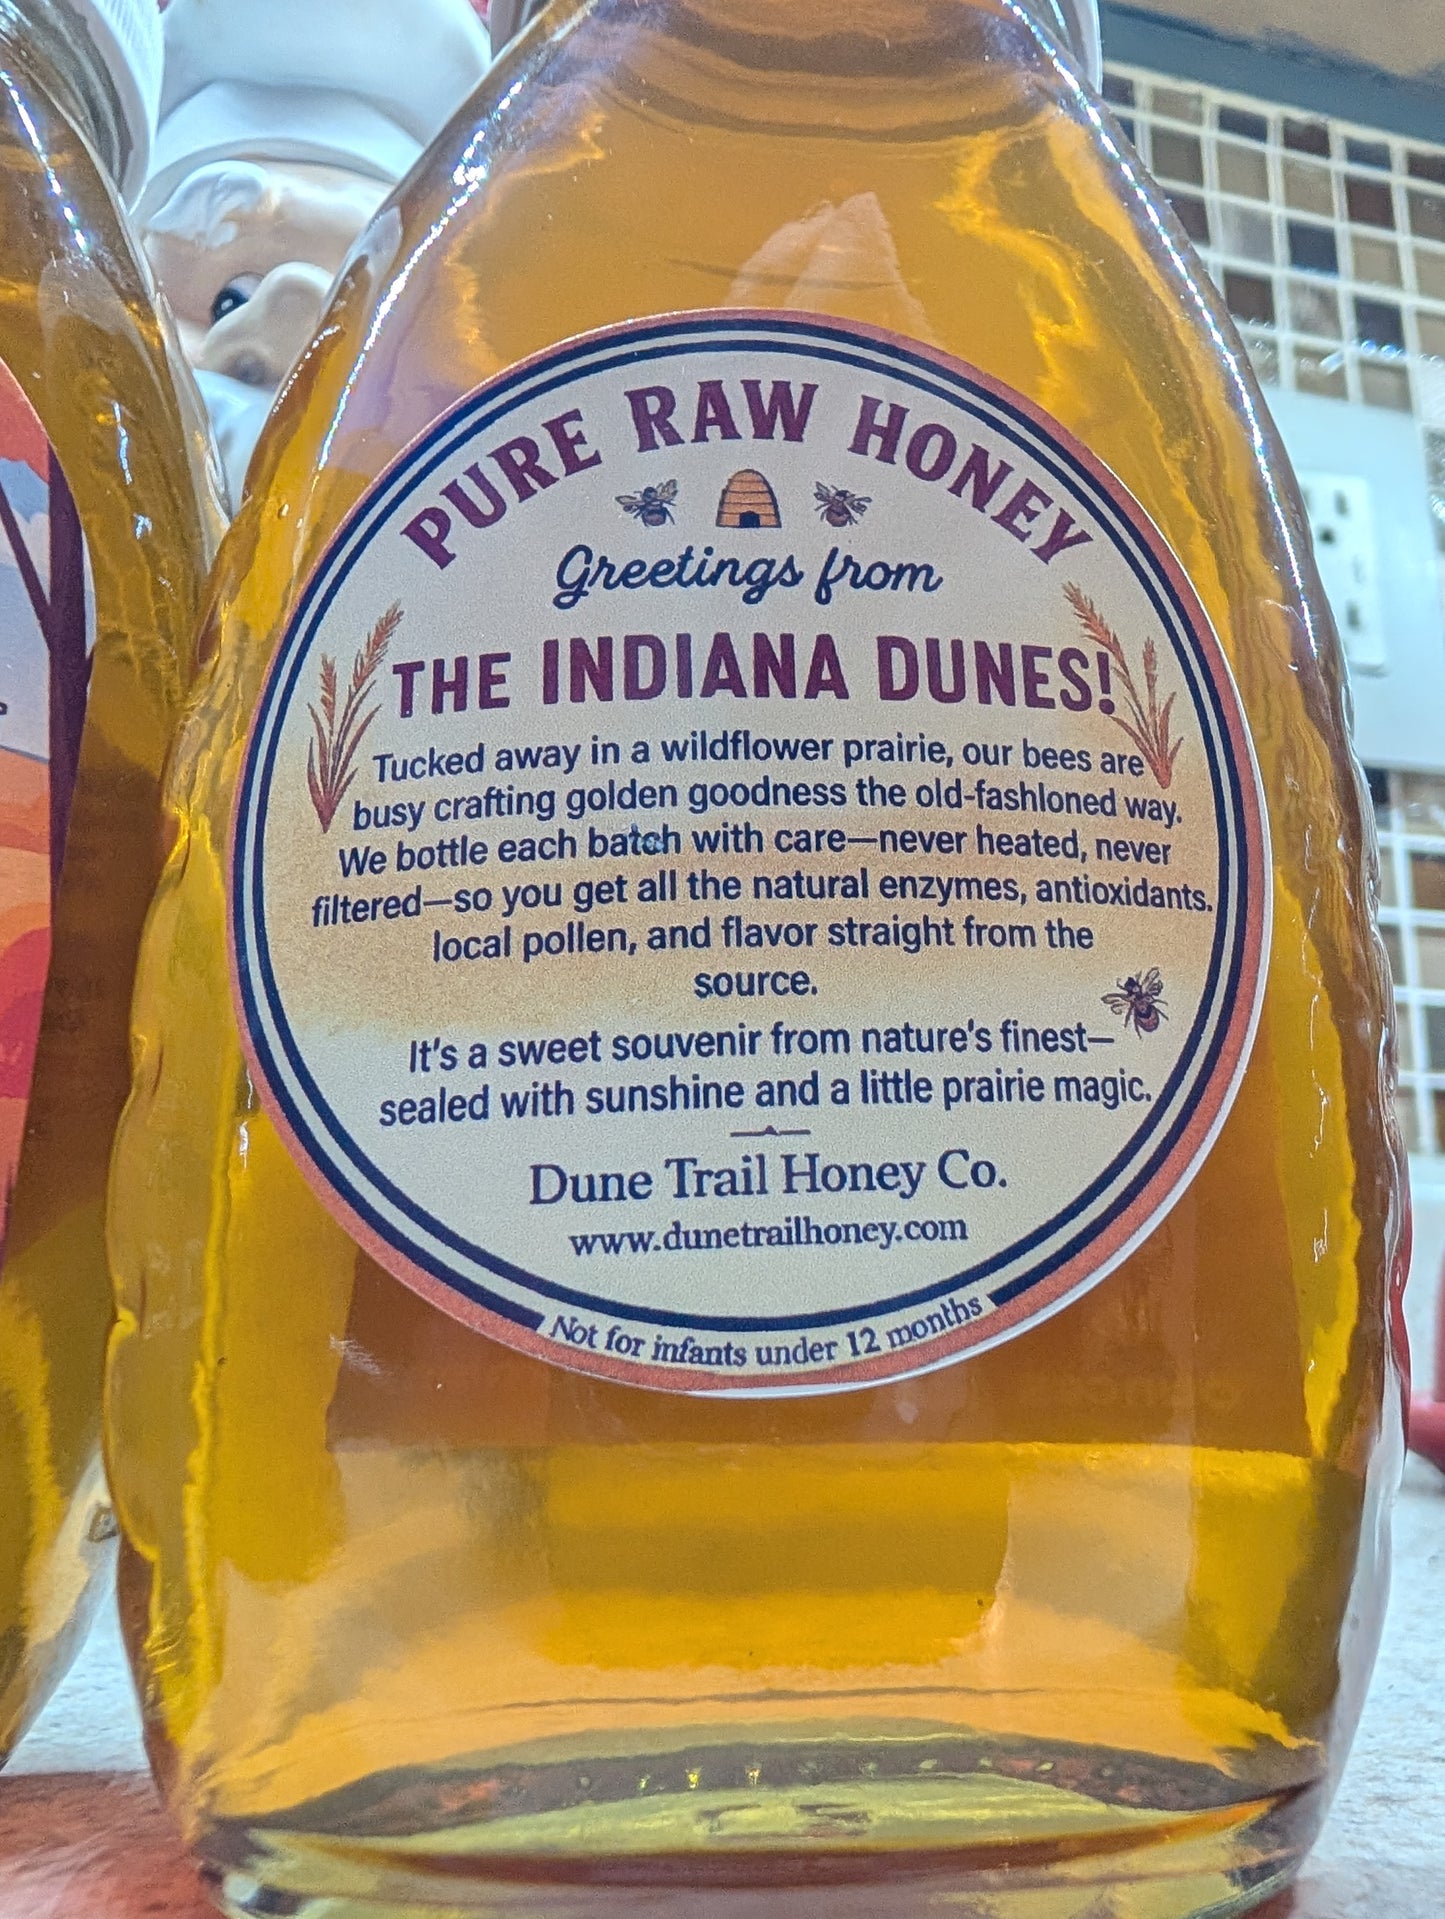 PURE RAW HONEY
Greetings from
THE INDIANA DUNES!
Tucked away in a wildflower prairie, our bees are
busy crafting golden goodness the old-fashloned way.
We bottle each batch with care—never heated, never
filtered—so you get all the natural enzymes, antioxidants.
local pollen, and flavor straight from the
source.
It's a sweet souvenir from nature's finest—
sealed with sunshine and a little prairie magic.
Dune Trail Honey Co.
www.dunetrailhoney.com
Not for infants under 12 months